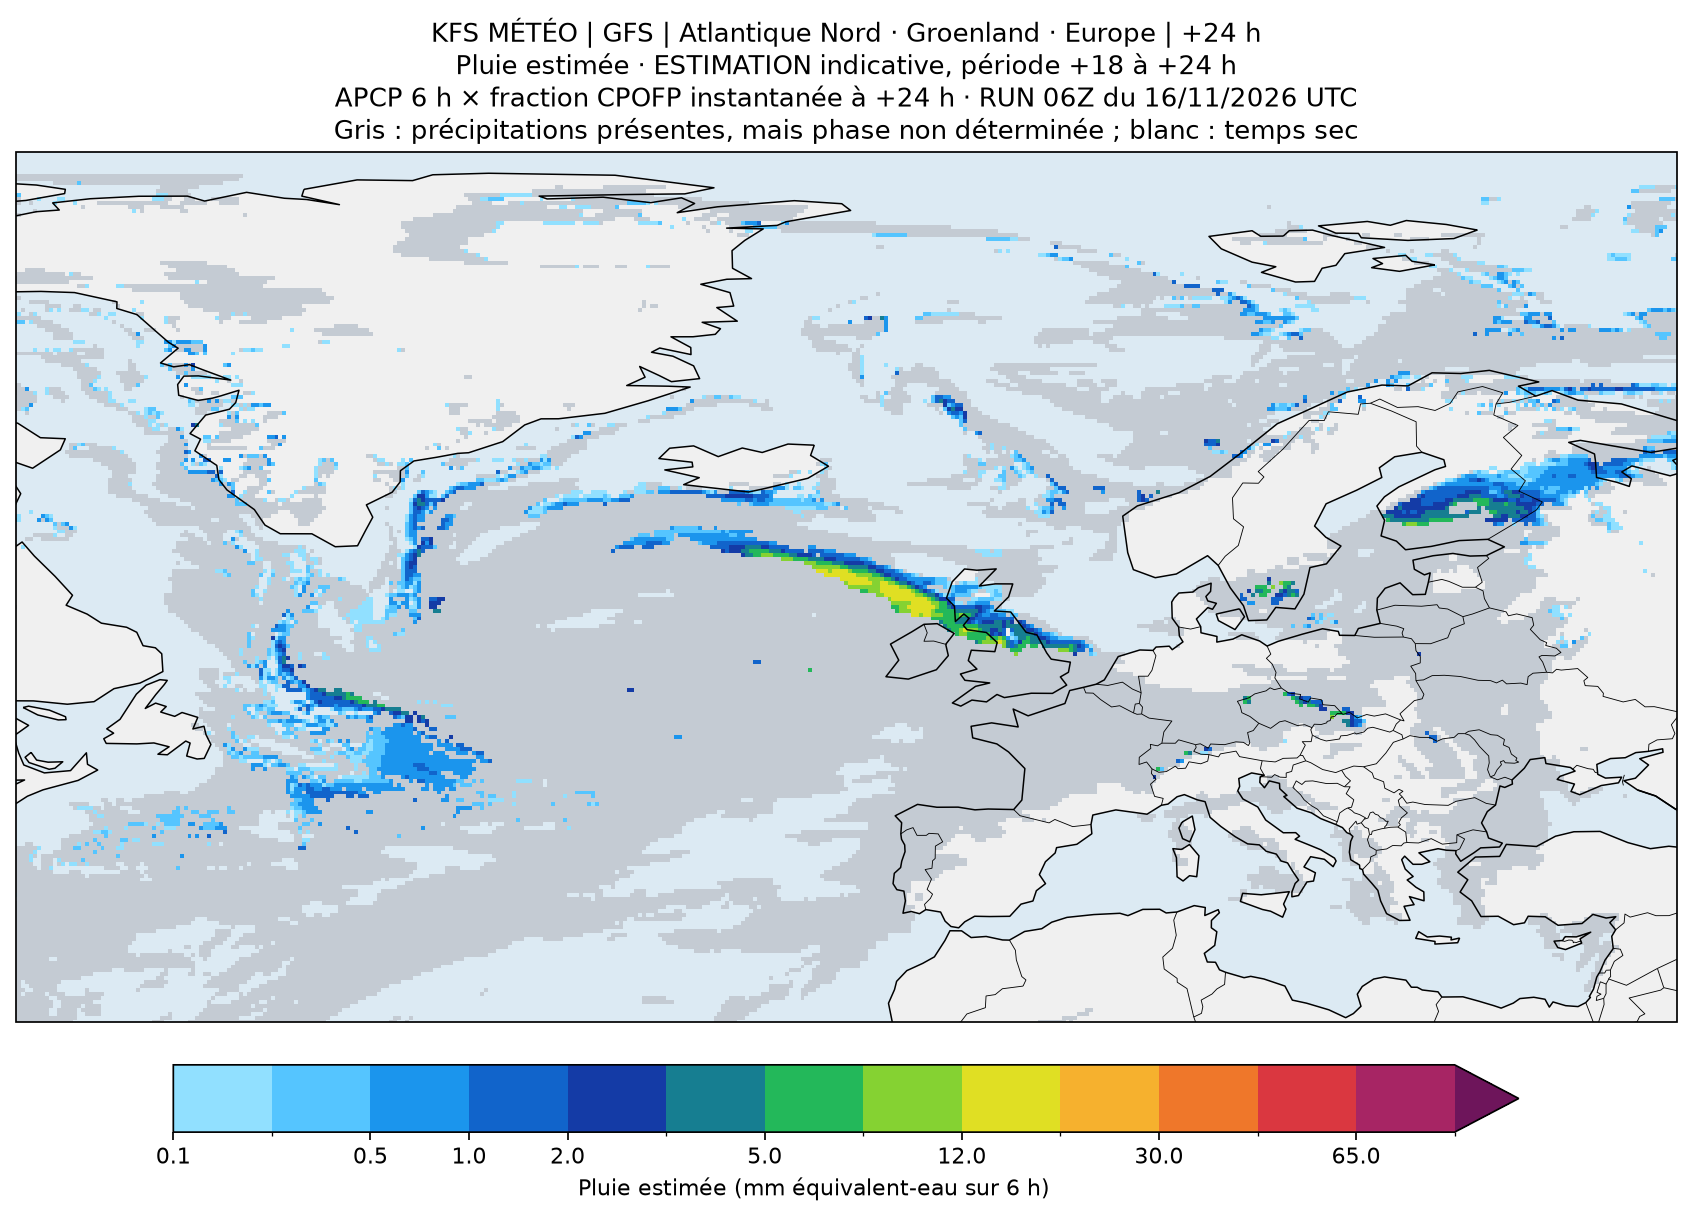 KFS MÉTÉO | GFS | Atlantique Nord · Groenland · Europe | +24 h
Pluie estimée · ESTIMATION indicative, période +18 à +24 h
APCP 6 h × fraction CPOFP instantanée à +24 h · RUN 06Z du 16/11/2026 UTC
Gris : précipitations présentes, mais phase non déterminée ; blanc : temps sec
0.1 0.5 1.0 2.0 5.0 12.0 30.0 65.0
Pluie estimée (mm équivalent-eau sur 6 h)